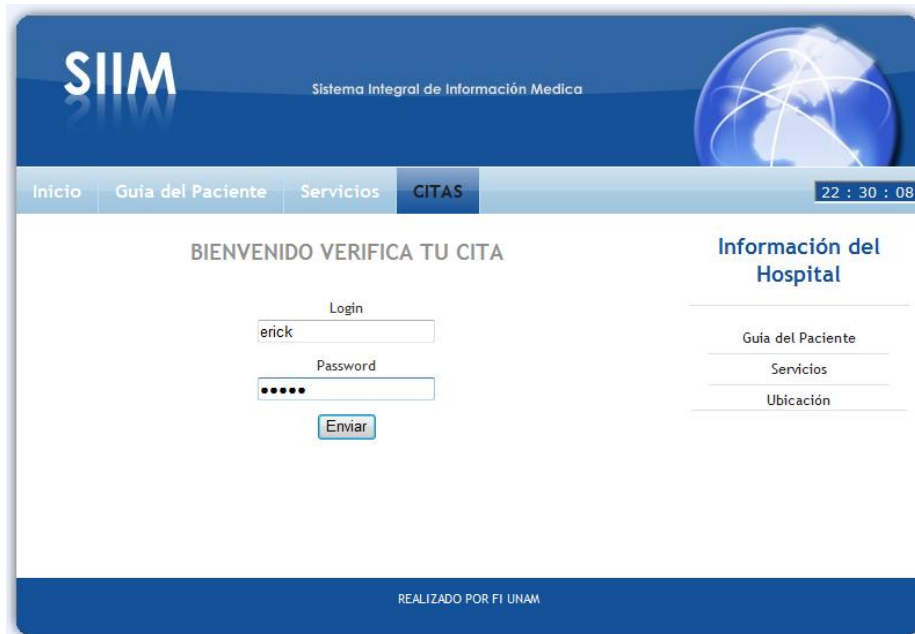 SIIM
Sistema Integral de Información Medica
Inicio Guia del Paciente Servicios CITAS 22 : 30 : 08
BIENVENIDO VERIFICA TU CITA
Login
erick
Password
•••••
Enviar
Información del
Hospital
Guia del Paciente
Servicios
Ubicación
REALIZADO POR FI UNAM